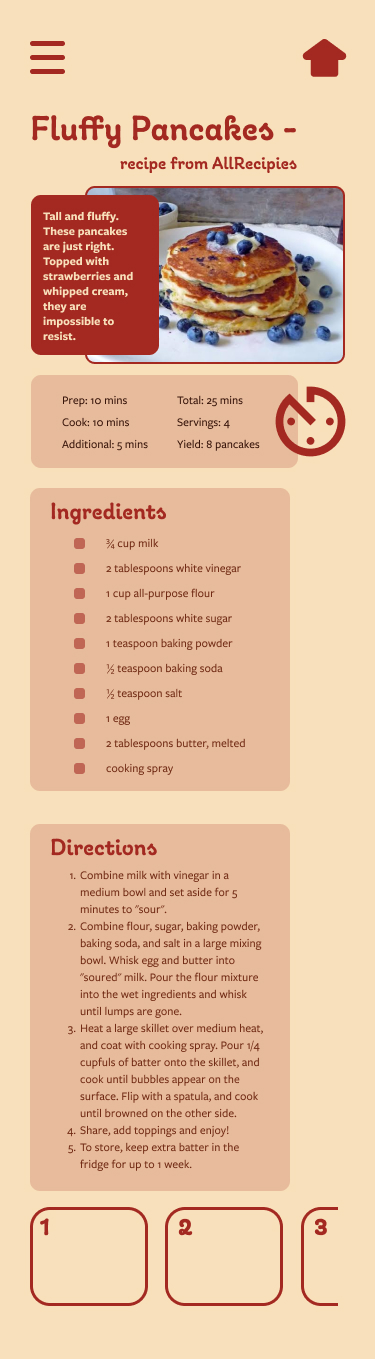 Fluffy Pancakes -
recipe from AllRecipies
Tall and fluffy.
These pancakes
are just right.
Topped with
strawberries and
whipped cream,
they are
impossible to
resist.
Prep: 10 mins
Cook: 10 mins
Additional: 5 mins
Total: 25 mins
Servings: 4
Yield: 8 pancakes
Ingredients
¾ cup milk
2 tablespoons white vinegar
1 cup all-purpose flour
2 tablespoons white sugar
1 teaspoon baking powder
½ teaspoon baking soda
½ teaspoon salt
1 egg
2 tablespoons butter, melted
cooking spray
Directions
1. Combine milk with vinegar in a
medium bowl and set aside for 5
minutes to "sour".
2. Combine flour, sugar, baking powder,
baking soda, and salt in a large mixing
bowl. Whisk egg and butter into
"soured" milk. Pour the flour mixture
into the wet ingredients and whisk
until lumps are gone.
3. Heat a large skillet over medium heat,
and coat with cooking spray. Pour 1/4
cupfuls of batter onto the skillet, and
cook until bubbles appear on the
surface. Flip with a spatula, and cook
until browned on the other side.
4. Share, add toppings and enjoy!
5. To store, keep extra batter in the
fridge for up to 1 week.
1
2
3